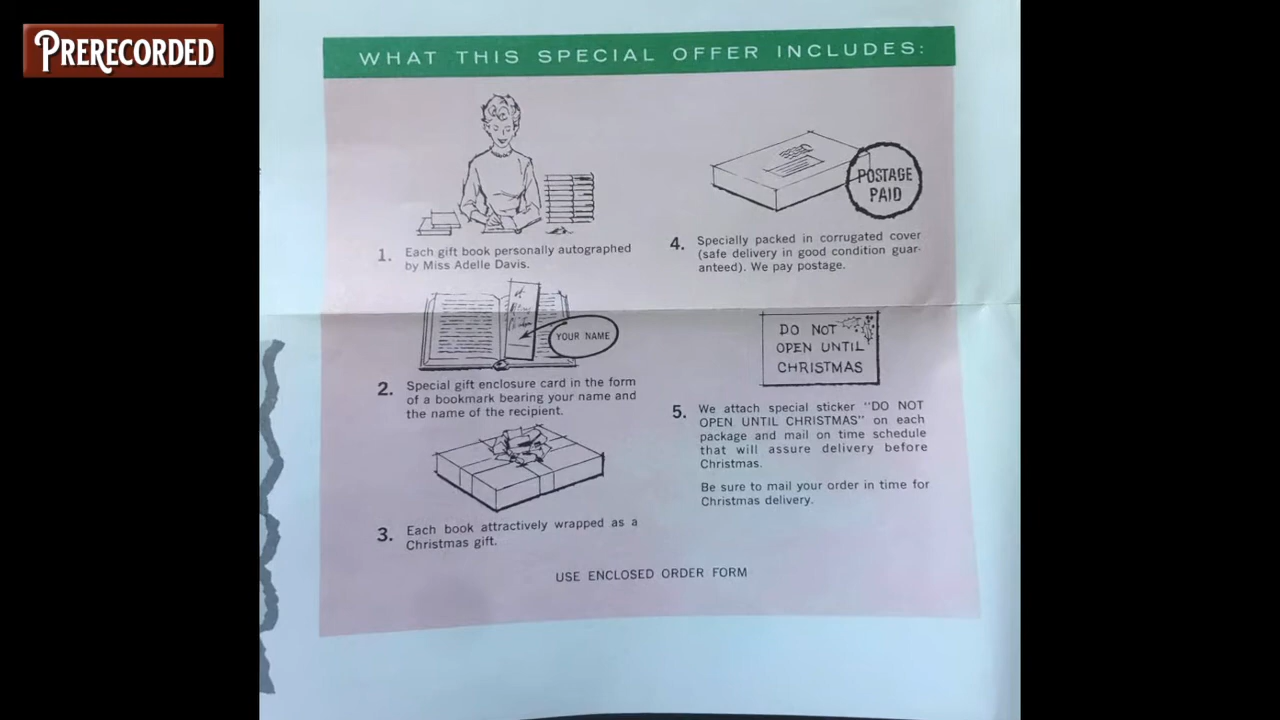 PRERECORDED
WHAT THIS SPECIAL OFFER INCLUDES:
1. Each gift book personally autographed
by Miss Adelle Davis.
YOUR NAME
2. Special gift enclosure card in the form
of a bookmark bearing your name and
the name of the recipient.
3. Each book attractively wrapped as a
Christmas gift.
POSTAGE
PAID
4. Specially packed in corrugated cover
(safe delivery in good condition guar-
anteed). We pay postage.
DO NOT
OPEN UNTIL
CHRISTMAS
5. We attach special sticker "DO NOT
OPEN UNTIL CHRISTMAS" on each
package and mail on time schedule
that will assure delivery before
Christmas.
Be sure to mail your order in time for
Christmas delivery.
USE ENCLOSED ORDER FORM